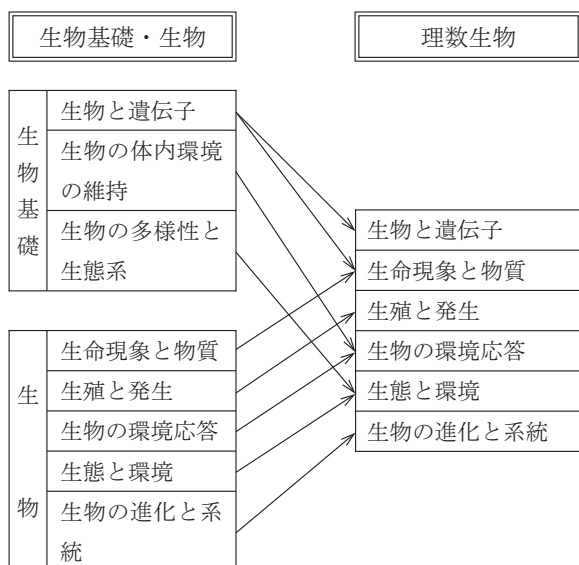 生物基礎・生物
理数生物
生物基礎
生物と遺伝子
生物の体内環境
の維持
生物の多様性と
生態系
生物
生命現象と物質
生殖と発生
生物の環境応答
生態と環境
生物の進化と系
統
生物と遺伝子
生命現象と物質
生殖と発生
生物の環境応答
生態と環境
生物の進化と系統